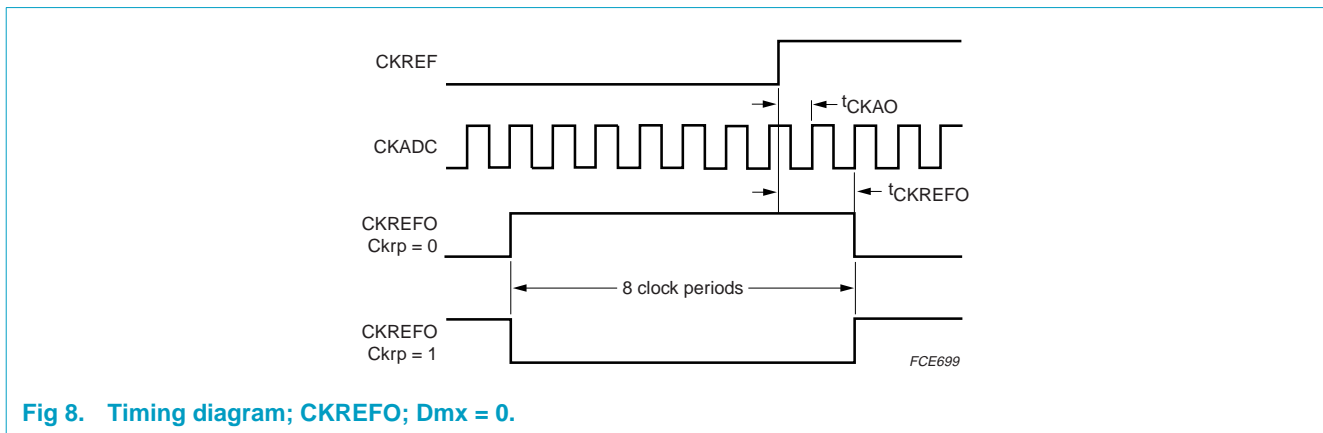 CKREF
tCKAO
CKADC
tCKREFO
CKREFO
Ckrp = 0
8 clock periods
CKREFO
Ckrp = 1
FCE699
Fig 8. Timing diagram; CKREFO; Dmx = 0.